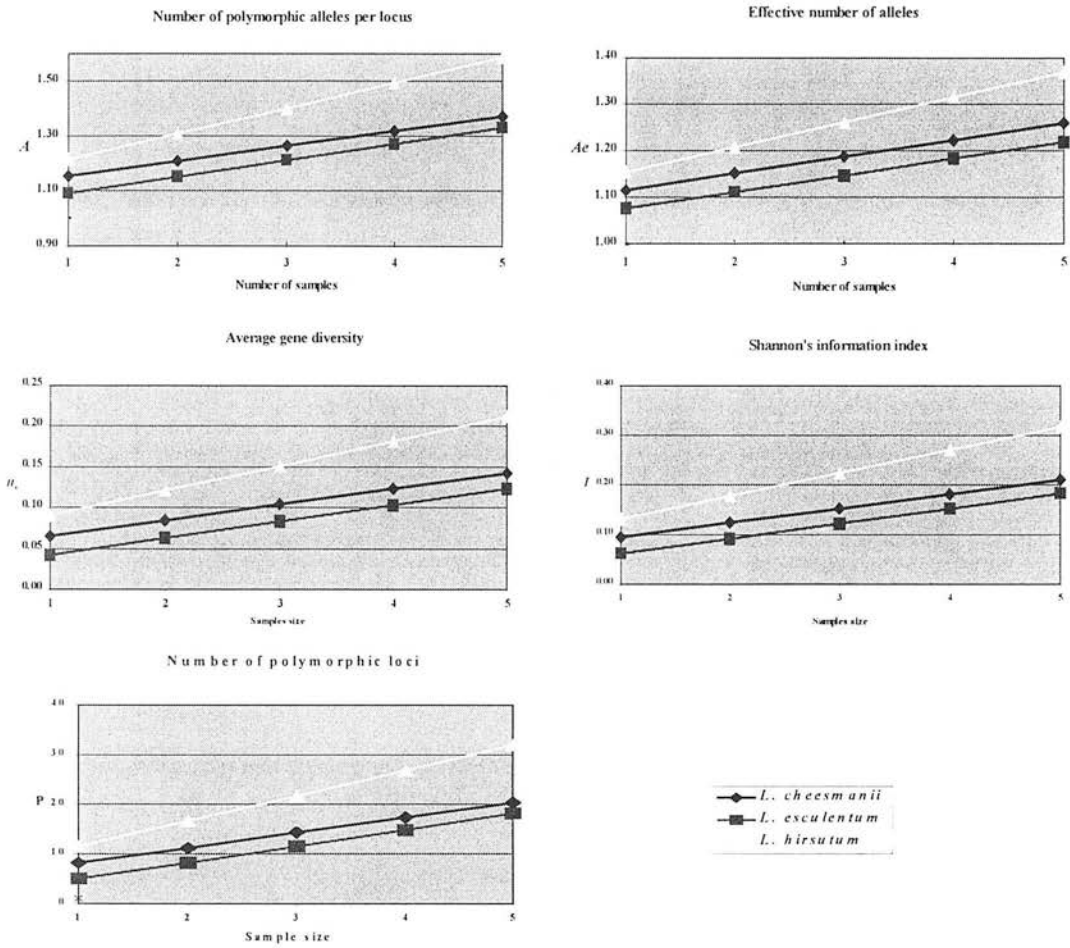 Number of polymorphic alleles per locus
1.50
1.30
1.10
0.90
A
1 2 3 4 5
Number of samples
Effective number of alleles
1.40
1.30
1.20
1.10
1.00
Ae
1 2 3 4 5
Number of samples
Average gene diversity
0.25
0.20
0.15
0.10
0.05
0.00
1 2 3 4 5
Samples size
Shannon's information index
0.40
0.30
0.20
0.10
0.00
I
1 2 3 4 5
Samples size
Number of polymorphic loci
40
30
20
10
0
P
1 2 3 4 5
Sample size
L. cheesmanii
L. esculentum
L. hirsutum